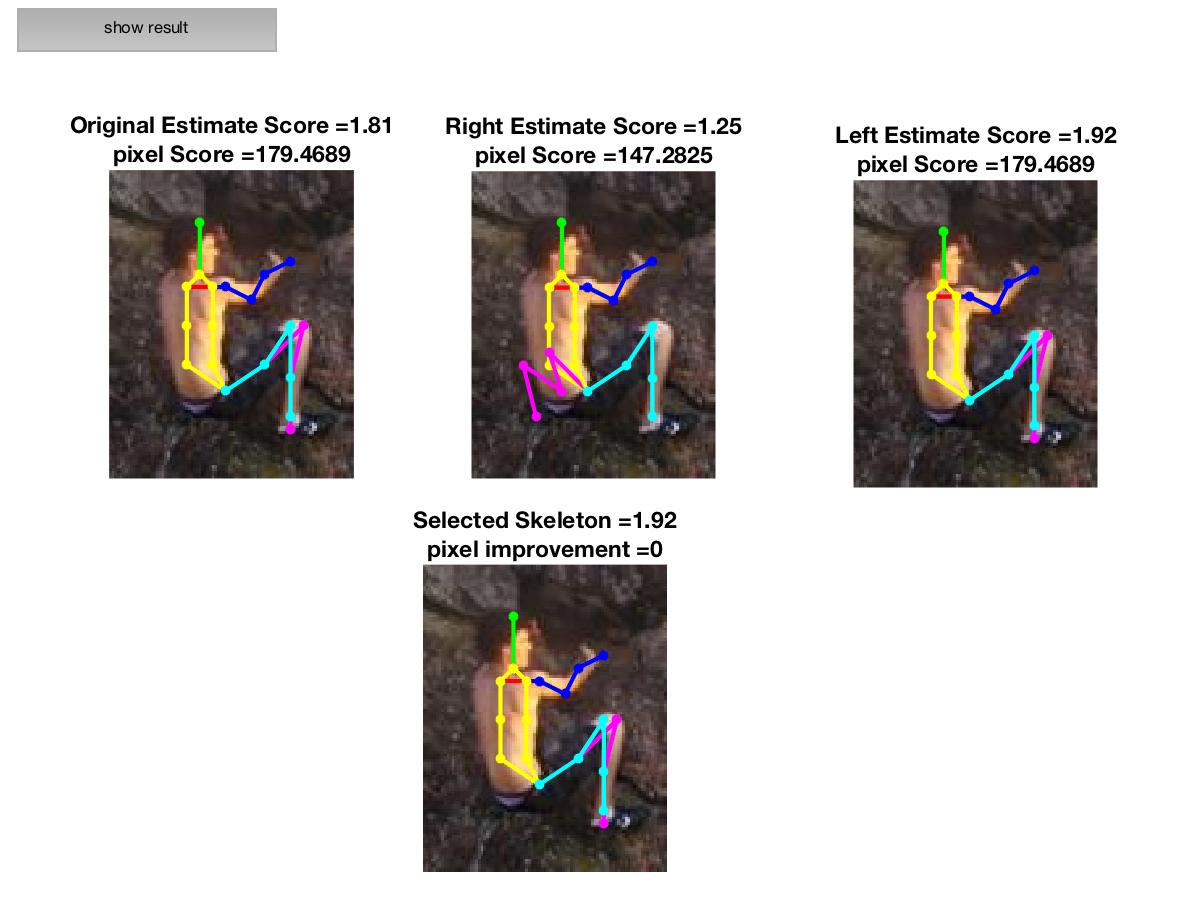 show result
Original Estimate Score =1.81
pixel Score =179.4689
Right Estimate Score =1.25
pixel Score =147.2825
Left Estimate Score =1.92
pixel Score =179.4689
Selected Skeleton =1.92
pixel improvement =0